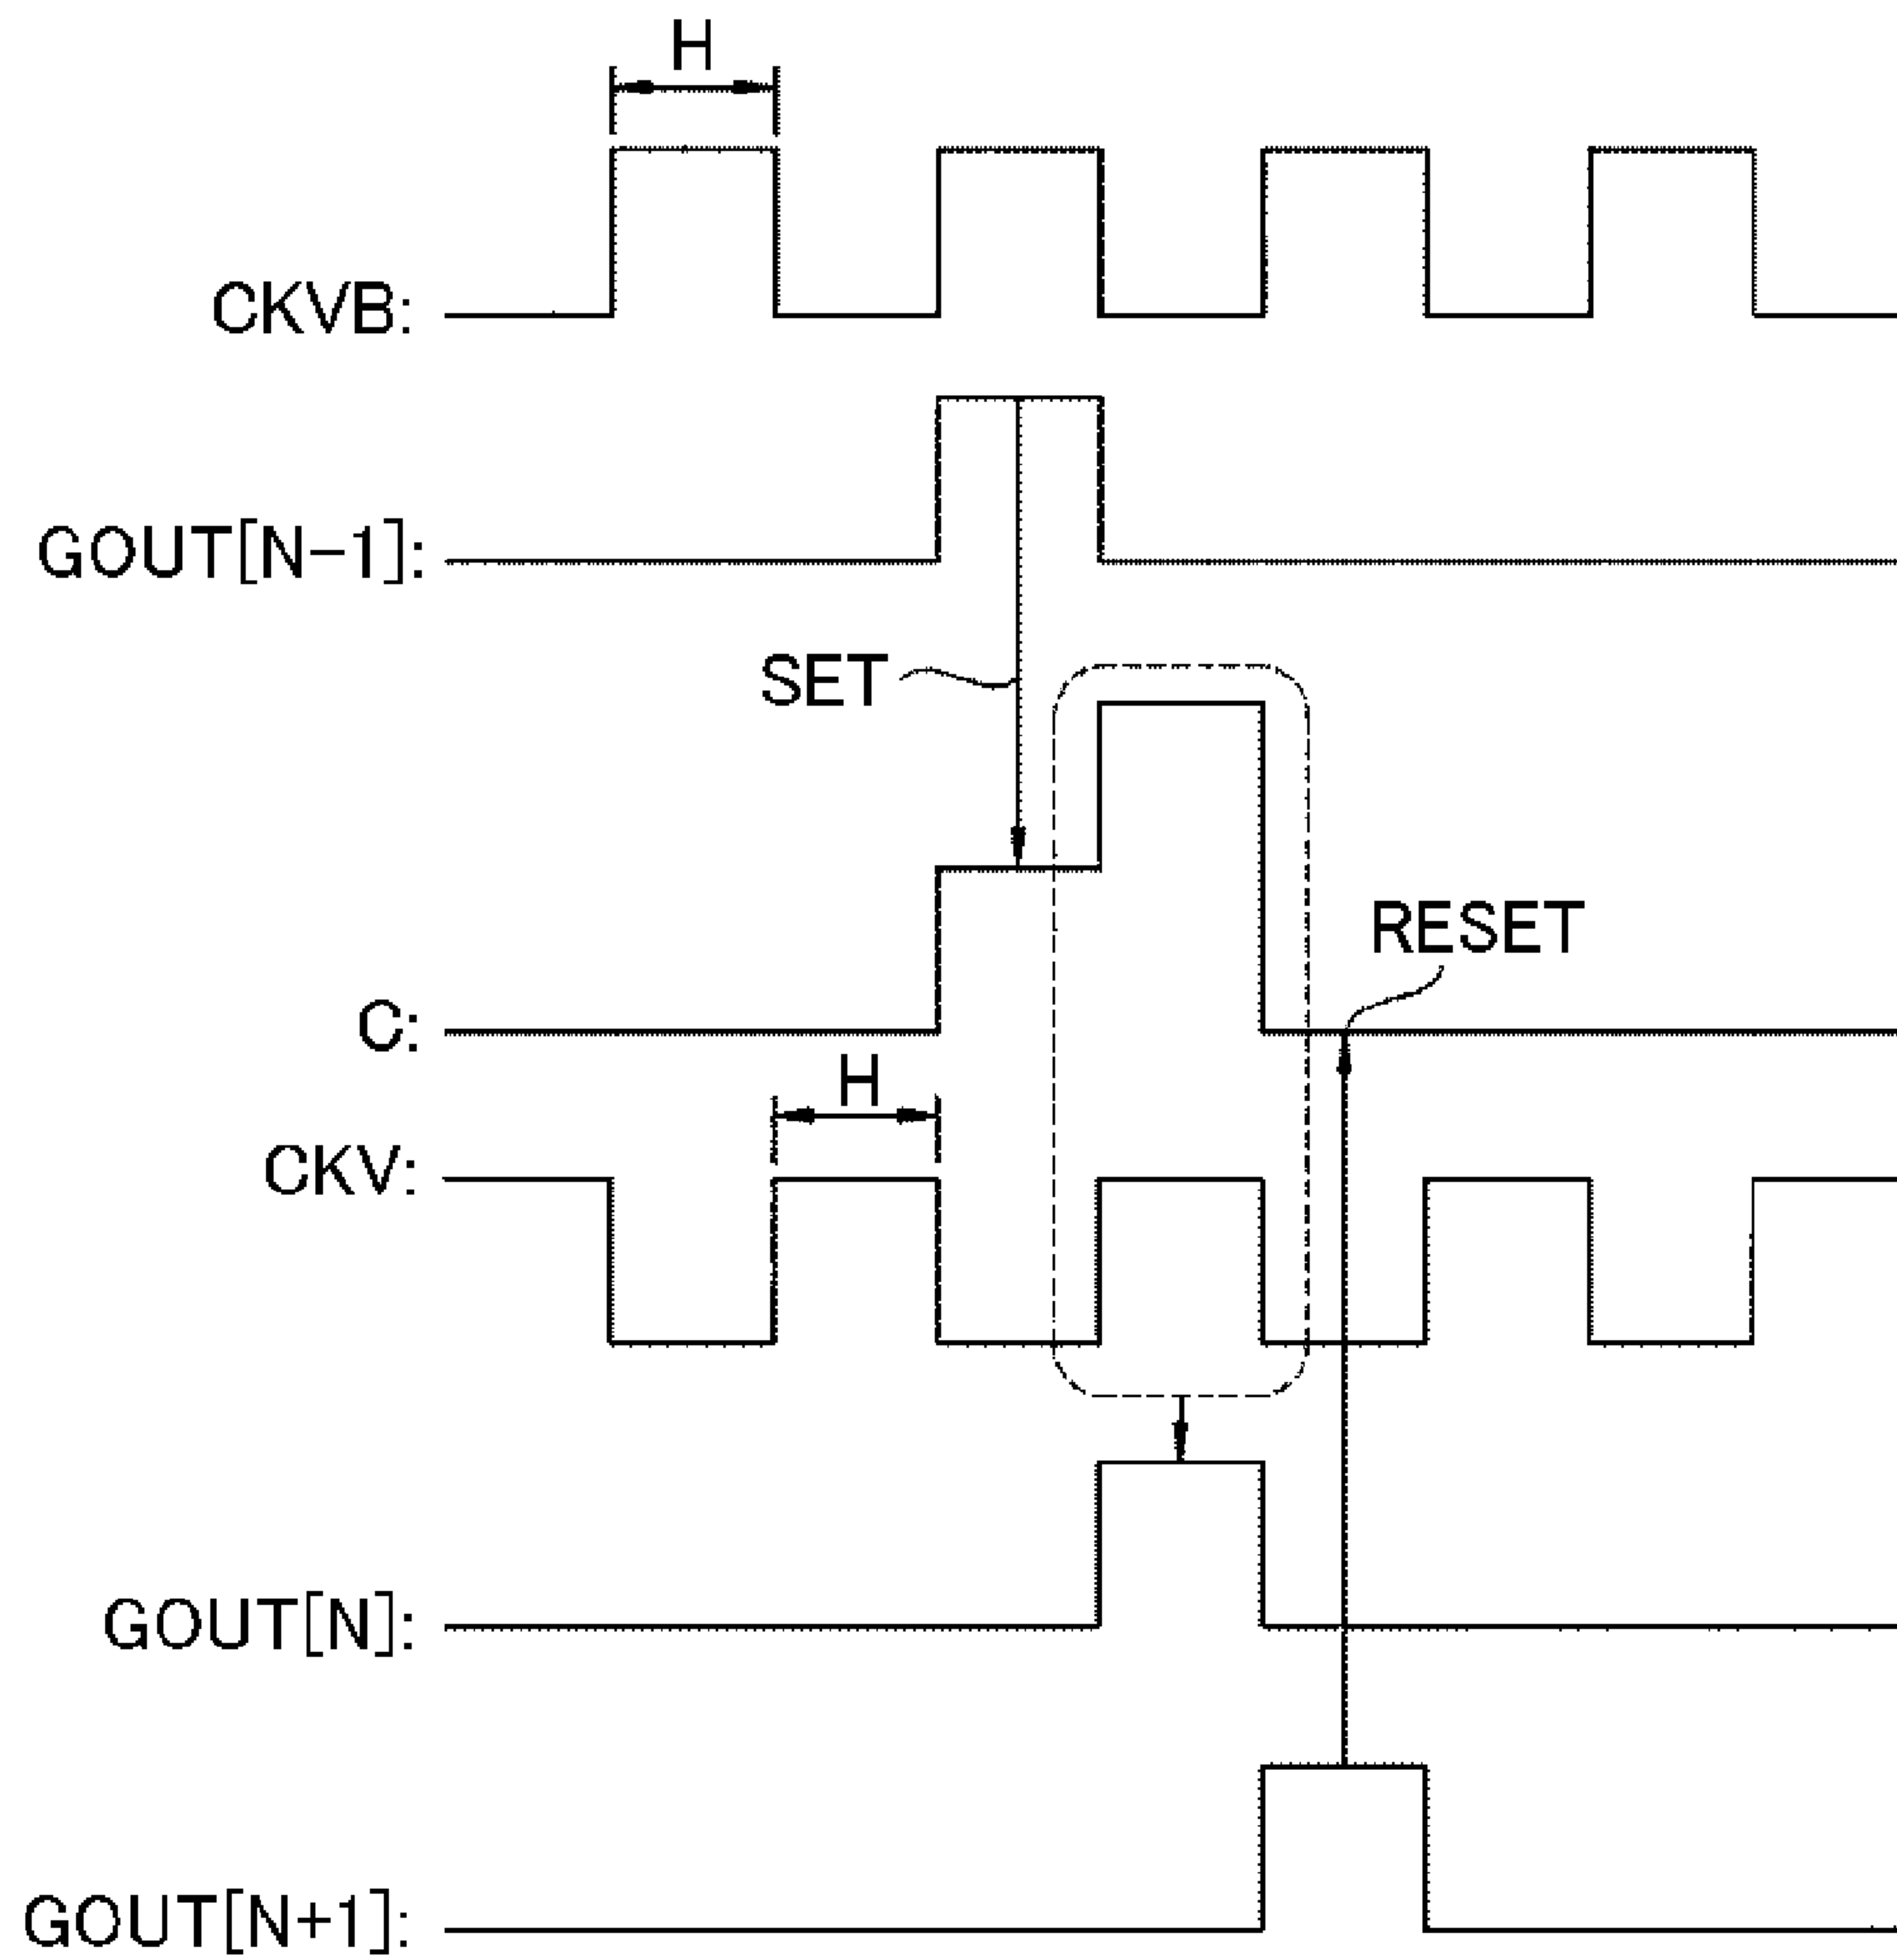 H
CKVB:
GOUT[N-1]:
SET
RESET
C:
H
CKV:
GOUT[N]:
GOUT[N+1]: